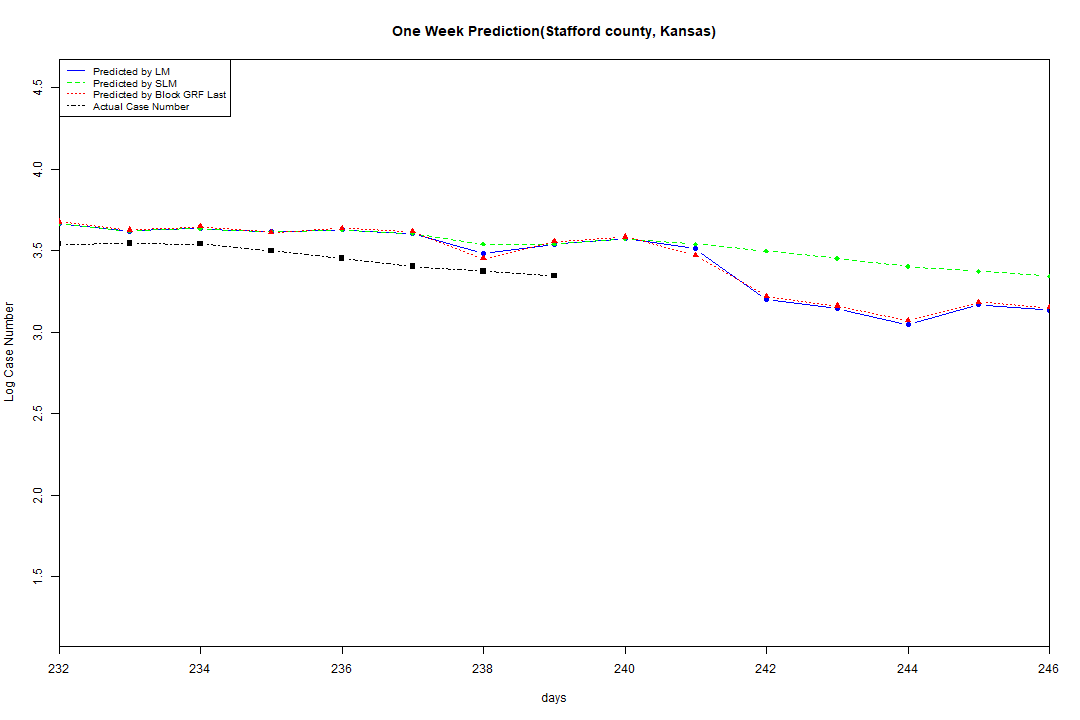 One Week Prediction(Stafford county, Kansas)
Predicted by LM
Predicted by SLM
Predicted by Block GRF Last
Actual Case Number
4.5
4.0
3.5
3.0
2.5
2.0
1.5
Log Case Number
232 234 236 238 240 242 244 246
days